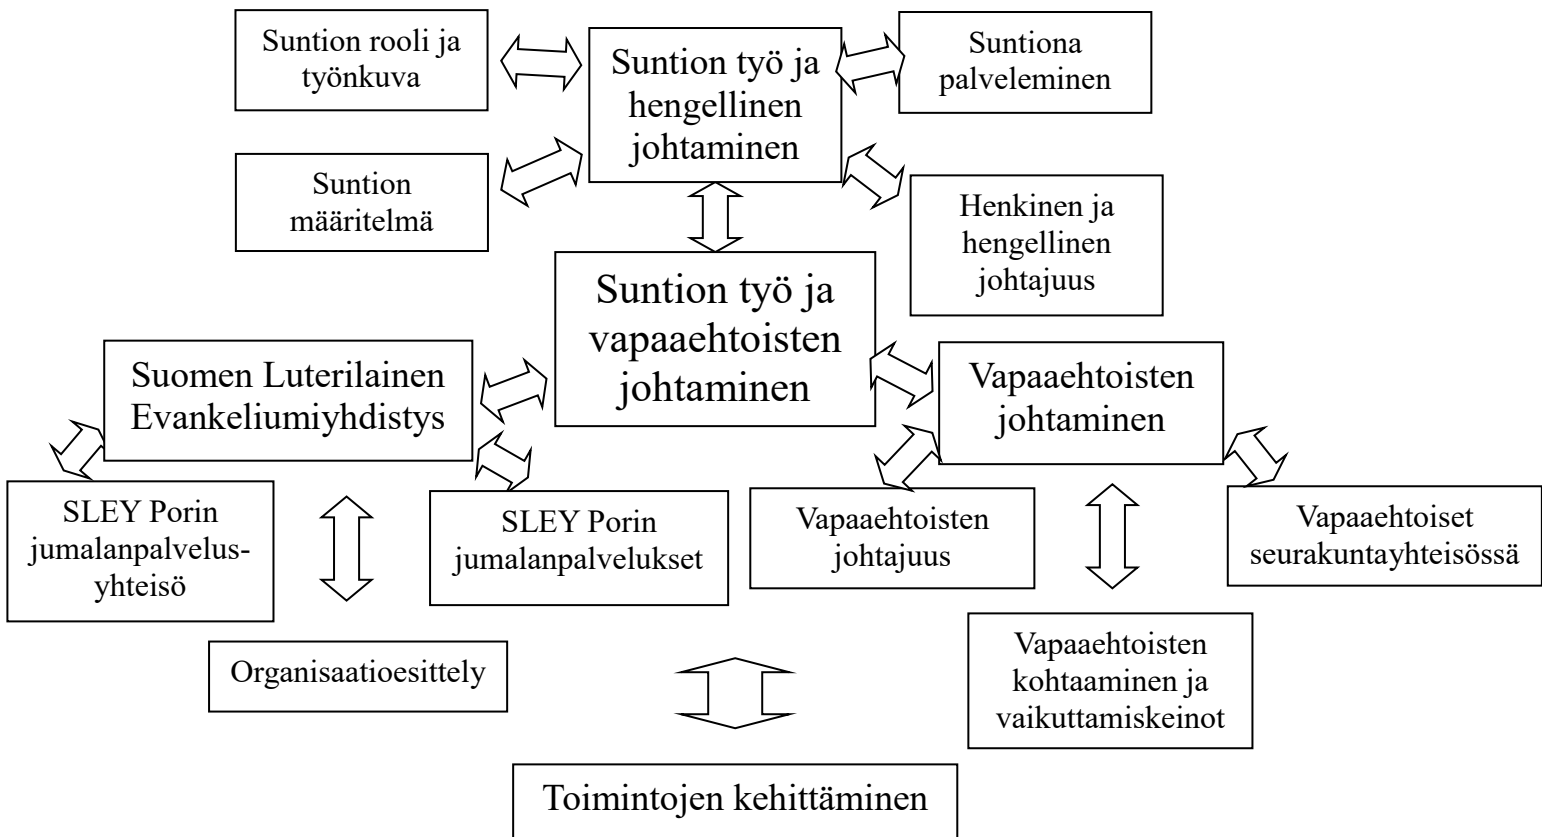 Suntion rooli ja
työnkuva
Suntion työ ja
hengellinen
johtaminen
Suntiona
palveleminen
Suntion
määritelmä
Henkinen ja
hengellinen
johtajuus
Suntion työ ja
vapaaehtoisten
johtaminen
Suomen Luterilainen
Evankeliumiyhdistys
Vapaaehtoisten
johtaminen
SLEY Porin
jumalanpalvelus-
yhteisö
SLEY Porin
jumalanpalvelukset
Vapaaehtoisten
johtajuus
Vapaaehtoiset
seurakuntayhteisössä
Organisaatioesittely
Vapaaehtoisten
kohtaaminen ja
vaikuttamiskeinot
Toimintojen kehittäminen